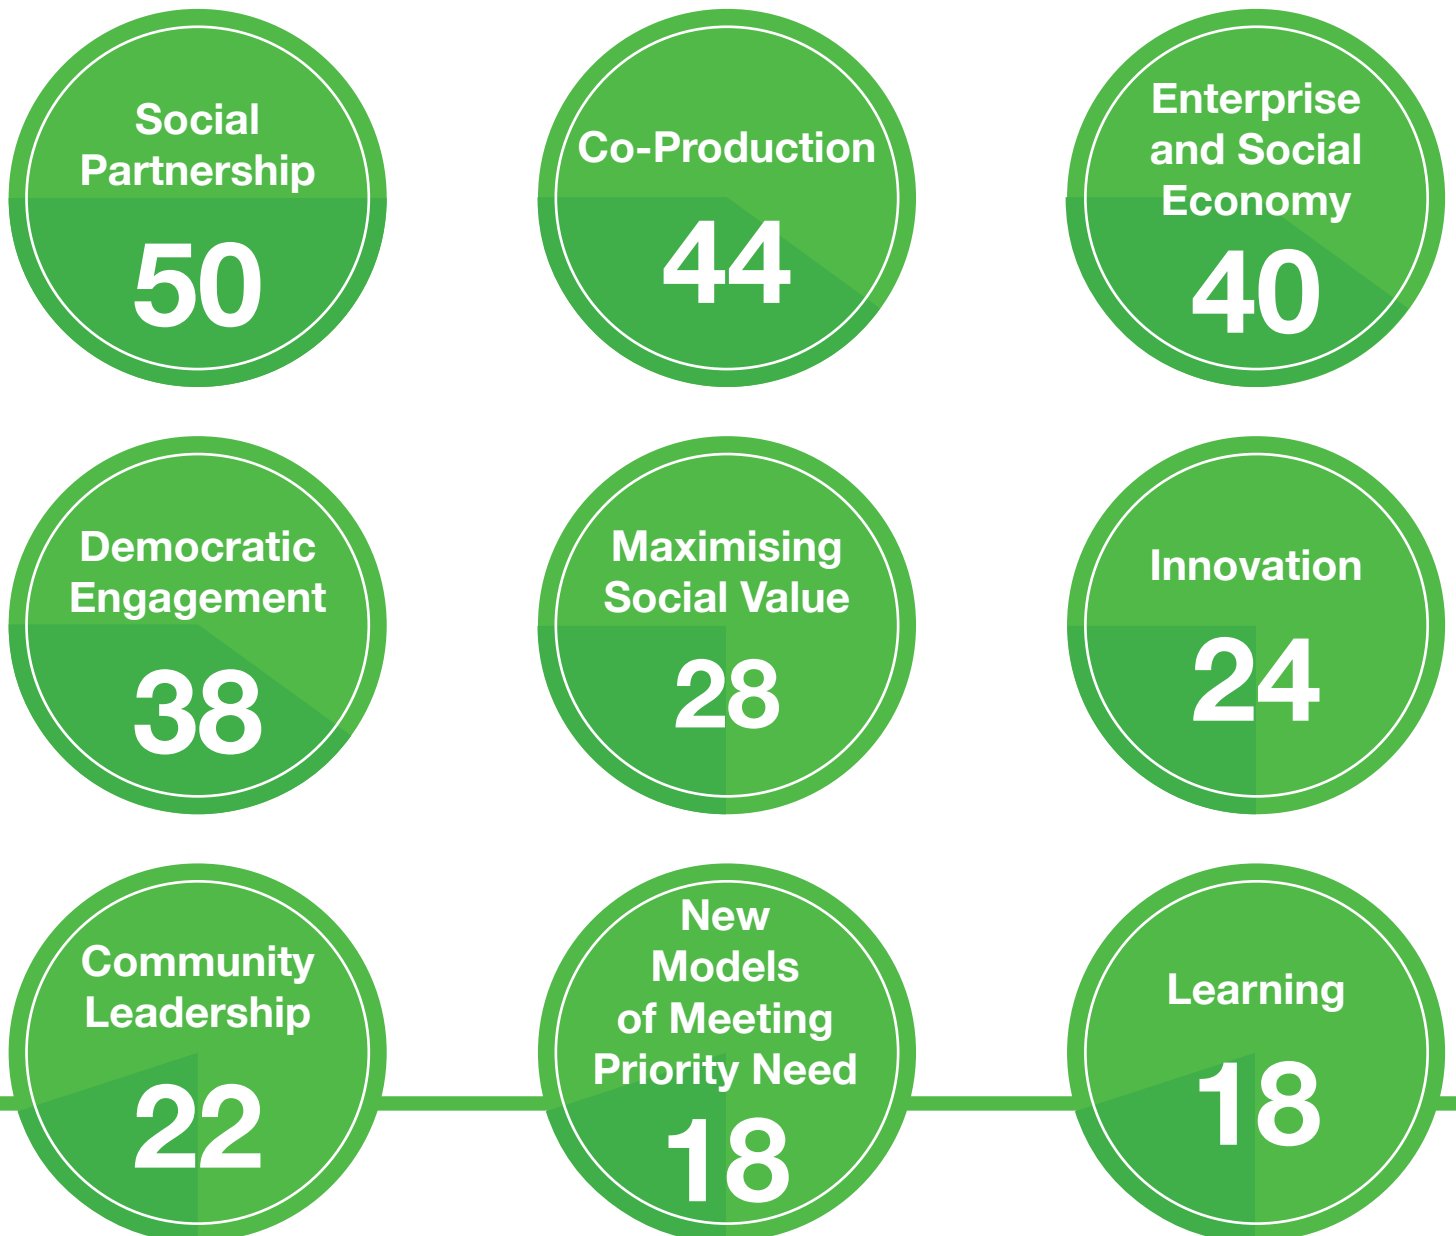 Social
Partnership
50
Co-Production
44
Enterprise
and Social
Economy
40
Democratic
Engagement
38
Maximising
Social Value
28
Innovation
24
Community
Leadership
22
New
Models
of Meeting
Priority Need
18
Learning
18